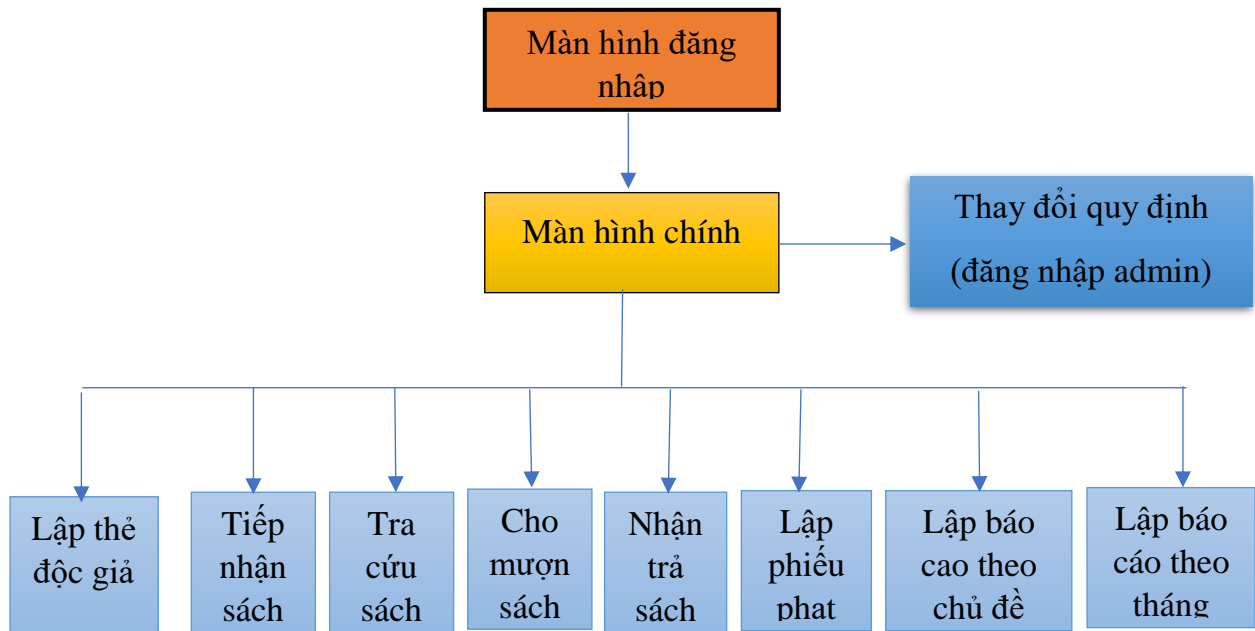 Màn hình đăng
nhập
Màn hình chính
Thay đổi quy định
(đăng nhập admin)
Lập thẻ
độc giả
Tiếp
nhận
sách
Tra
cứu
sách
Cho
mượn
sách
Nhận
trả
sách
Lập
phiếu
phat
Lập báo
cao theo
chủ đề
Lập báo
cáo theo
tháng